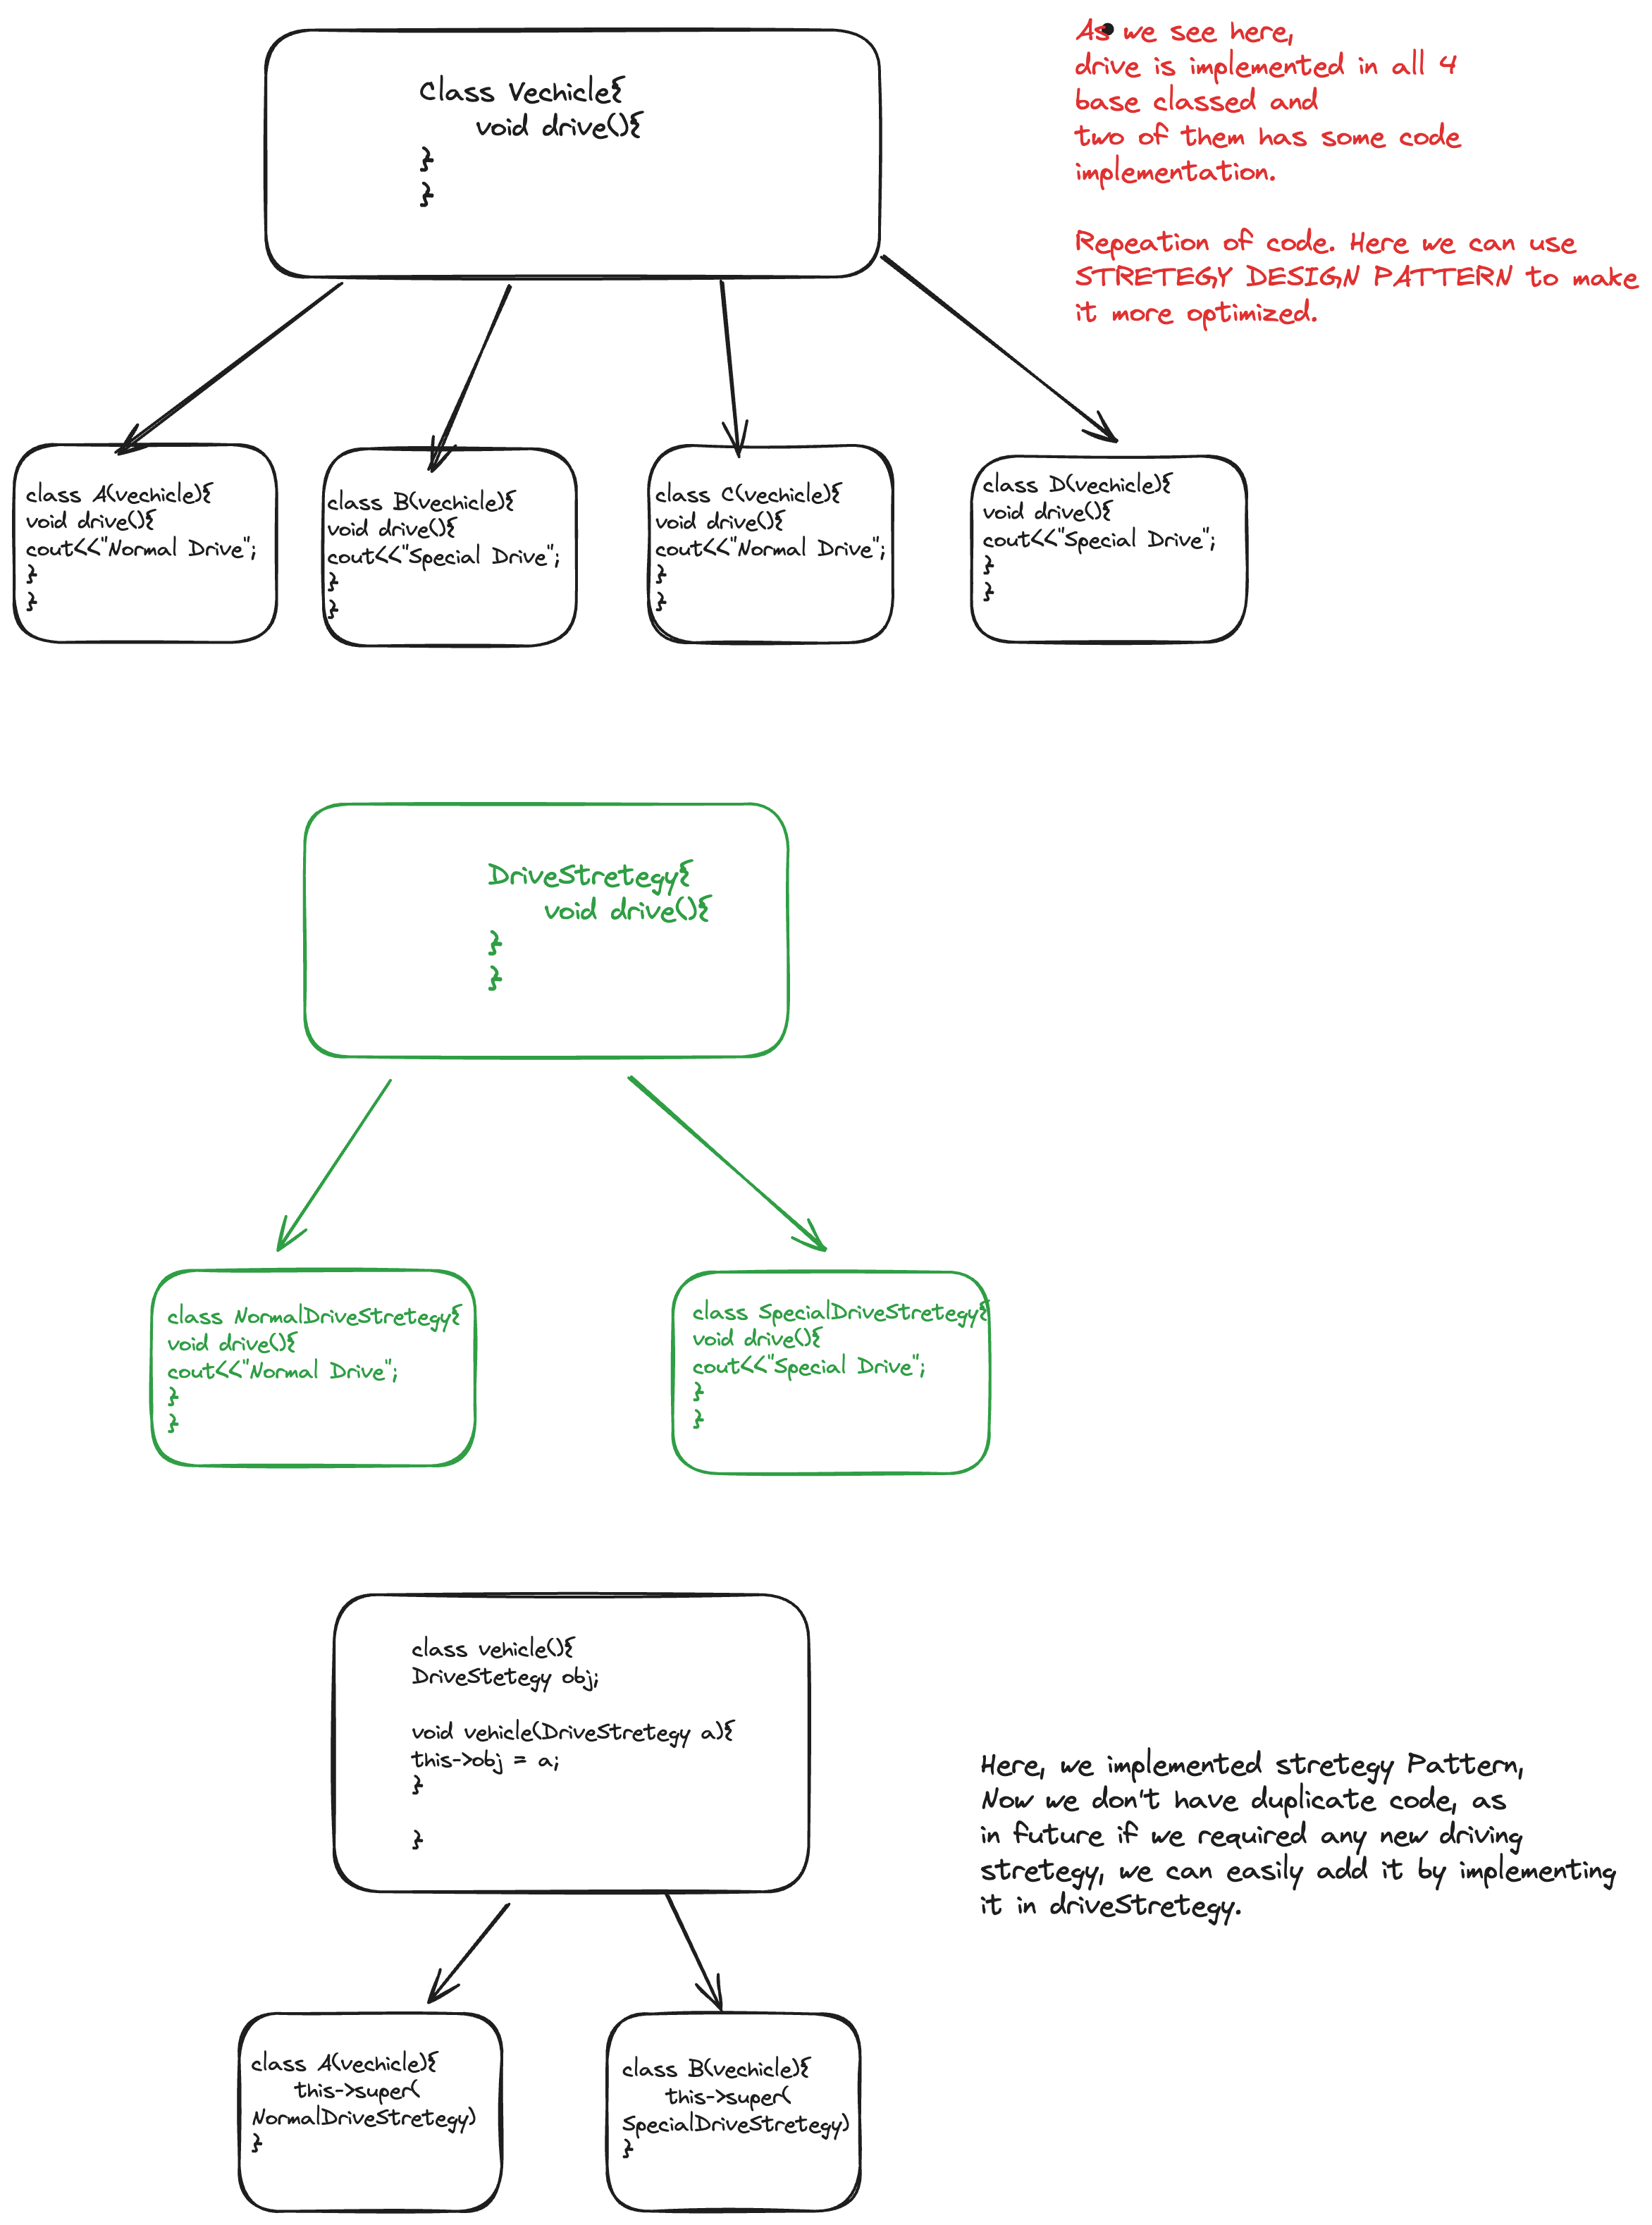 Class Vechicle{
void drive(){
}
}
As we see here,
drive is implemented in all 4
base classed and
two of them has some code
implementation.
Repeation of code. Here we can use
STRETEGY DESIGN PATTERN to make
it more optimized.
class A(vechicle){
void drive(){
cout<<"Normal Drive";
}
}
class B(vechicle){
void drive(){
cout<<"Special Drive";
}
}
class C(vechicle){
void drive(){
cout<<"Normal Drive";
}
}
class D(vechicle){
void drive(){
cout<<"Special Drive";
}
}
DriveStretegy{
void drive(){
}
}
class NormalDriveStretegy{
void drive(){
cout<<"Normal Drive";
}
}
class SpecialDriveStretegy{
void drive(){
cout<<"Special Drive";
}
}
class vehicle(){
DriveStetegy obj;
void vehicle(DriveStretegy a){
this->obj = a;
}
}
Here, we implemented stretegy Pattern,
Now we don't have duplicate code, as
in future if we required any new driving
stretegy, we can easily add it by implementing
it in driveStretegy.
class A(vechicle){
this->super(
NormalDriveStretegy)
}
class B(vechicle){
this->super(
SpecialDriveStretegy)
}